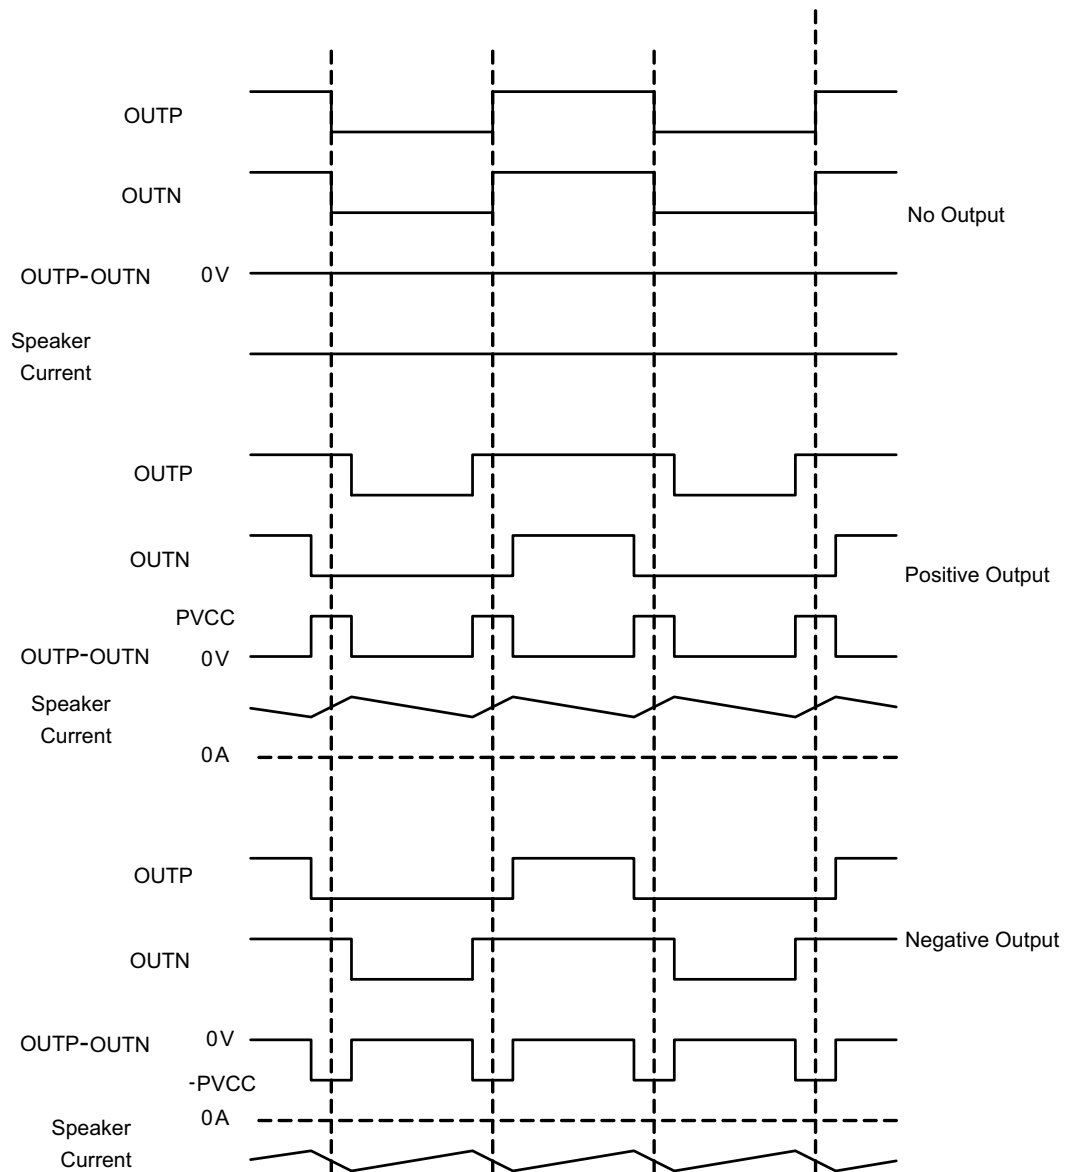 OUTP
OUTN
No Output
OUTP-OUTN 0V
Speaker
Current
OUTP
OUTN
Positive Output
PVCC
OUTP-OUTN 0V
Speaker
Current
0A
OUTP
Negative Output
OUTN
OUTP-OUTN 0V
-PVCC
0A
Speaker
Current